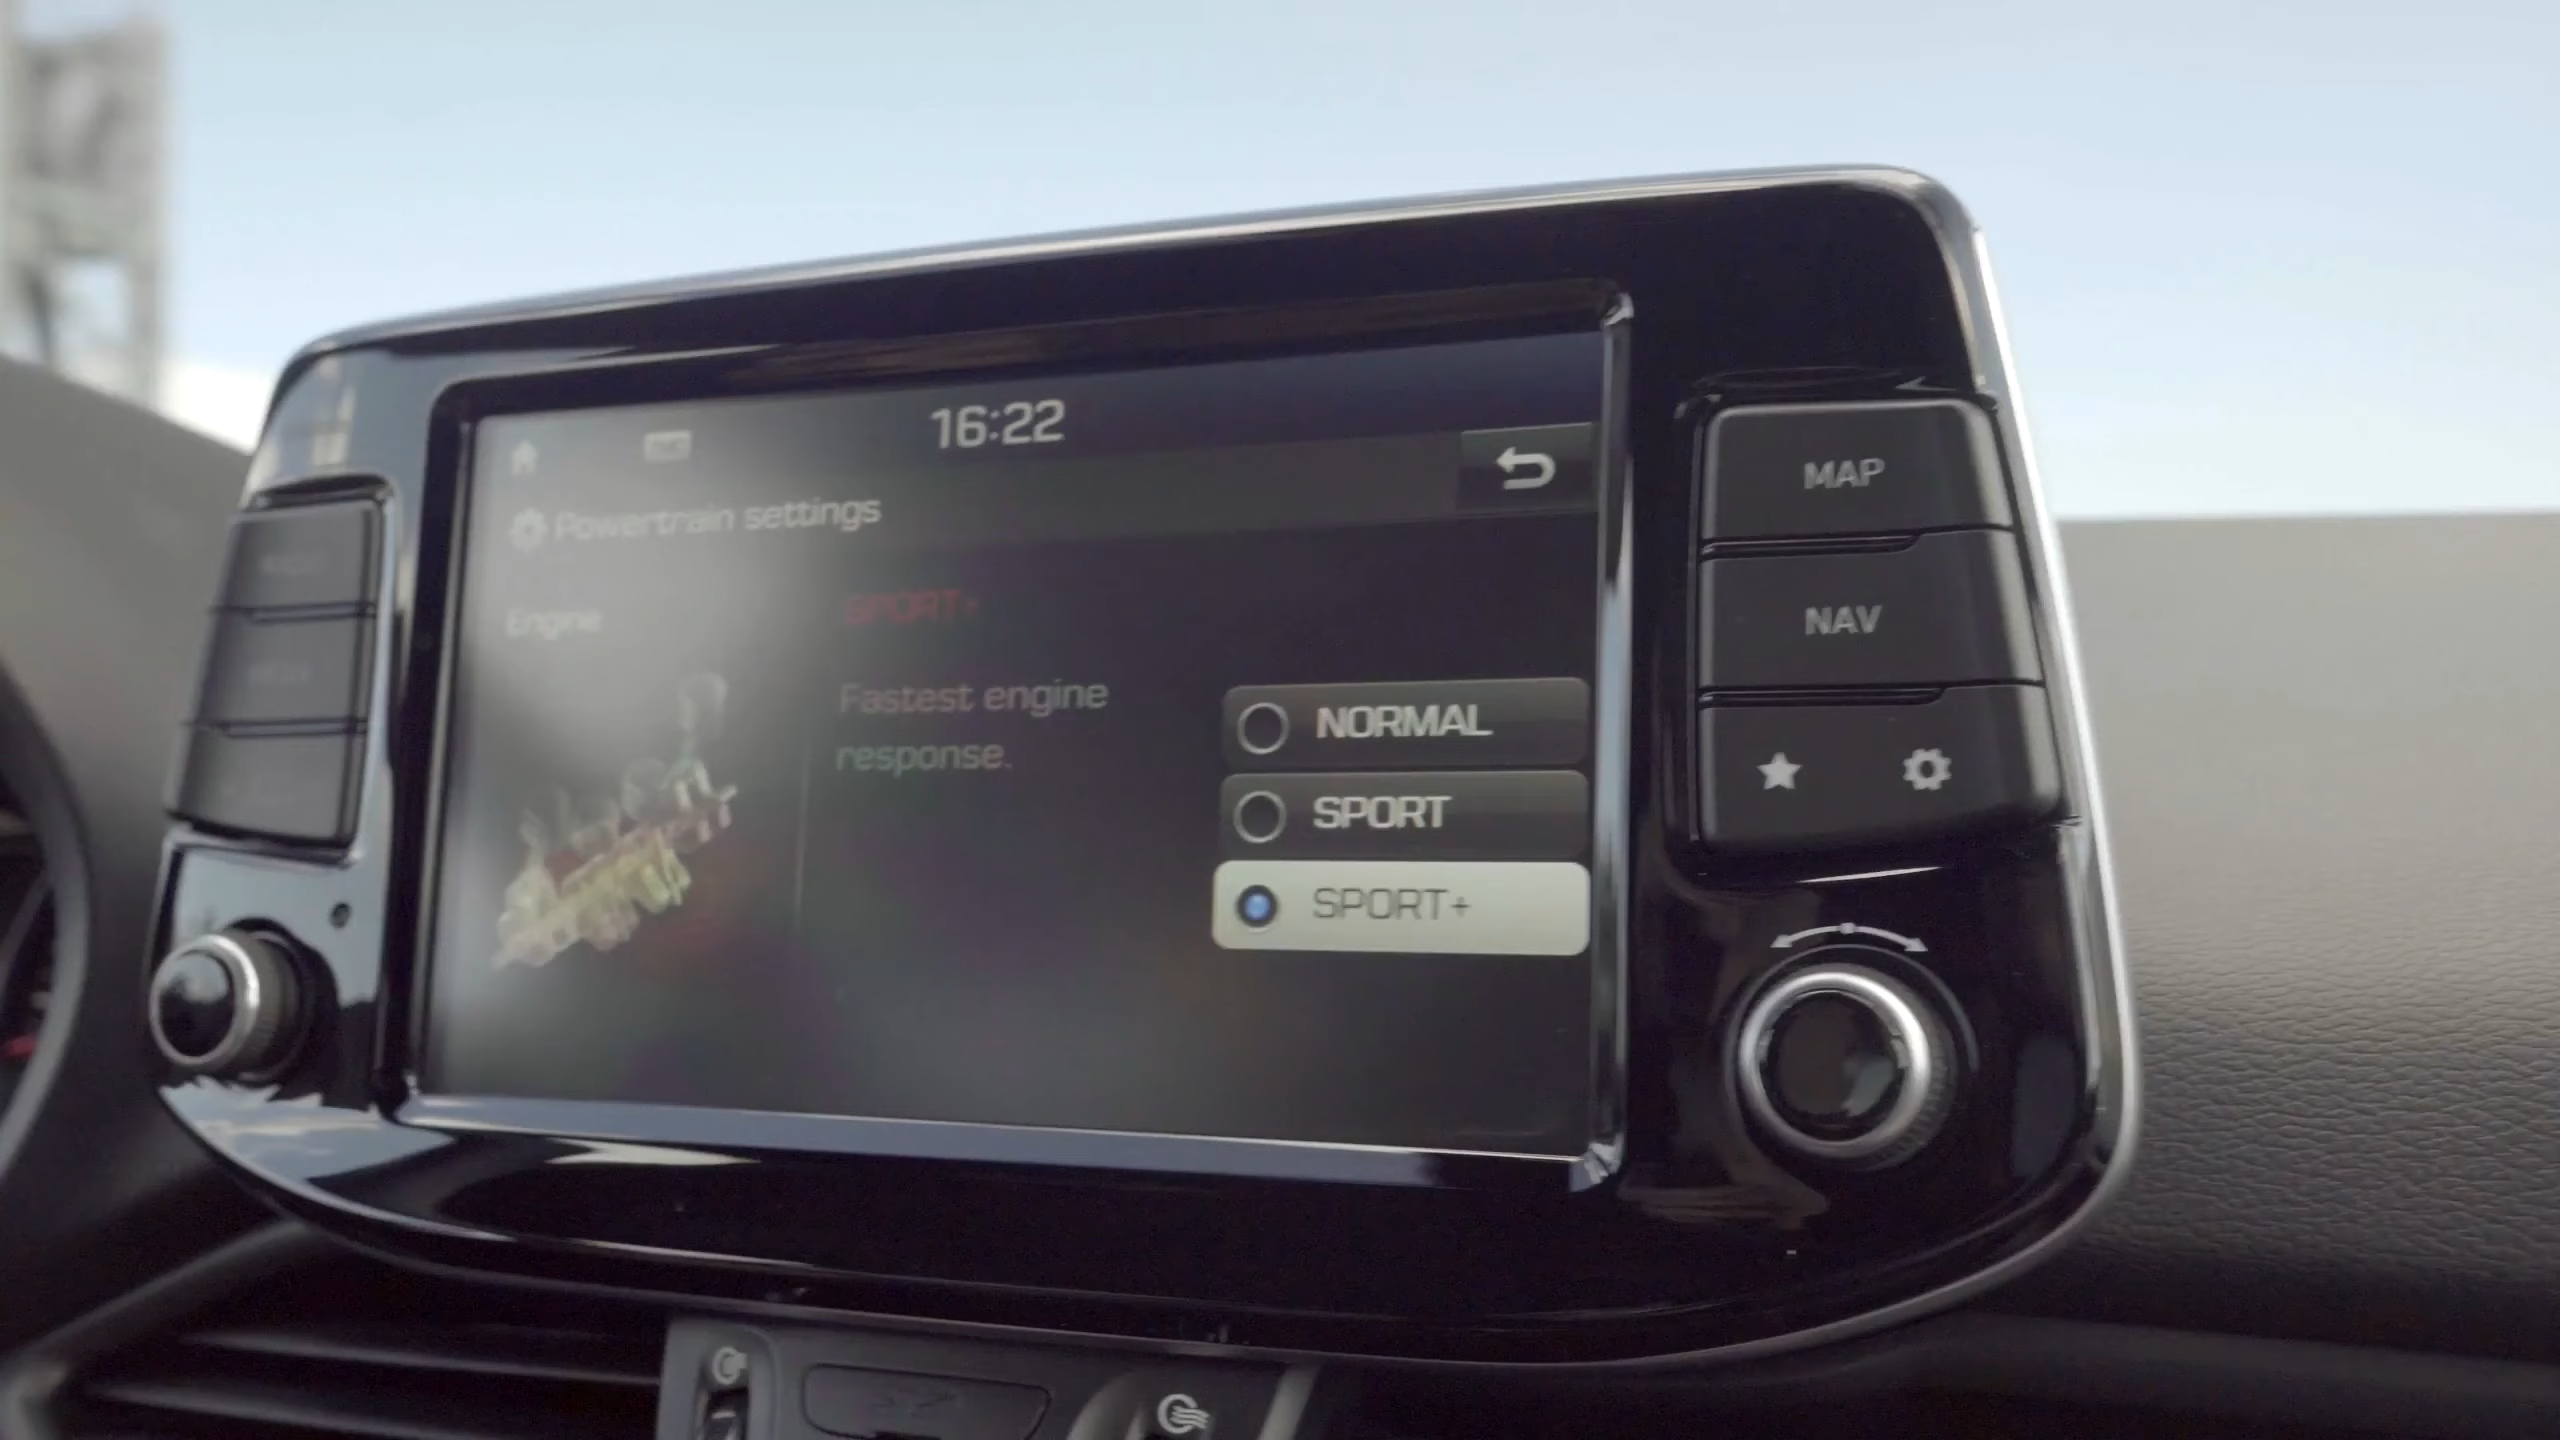 16:22
Powertrain settings
Engine
SPORT+
Fastest engine
response.
NORMAL
SPORT
SPORT+
MAP
NAV